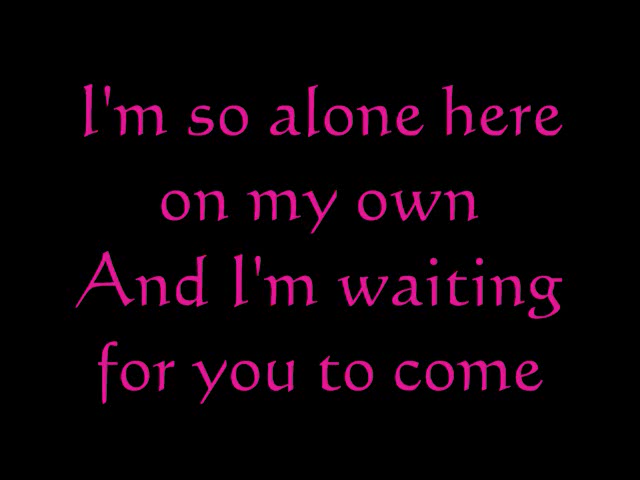 I'm so alone here
on my own
And I'm waiting
for you to come